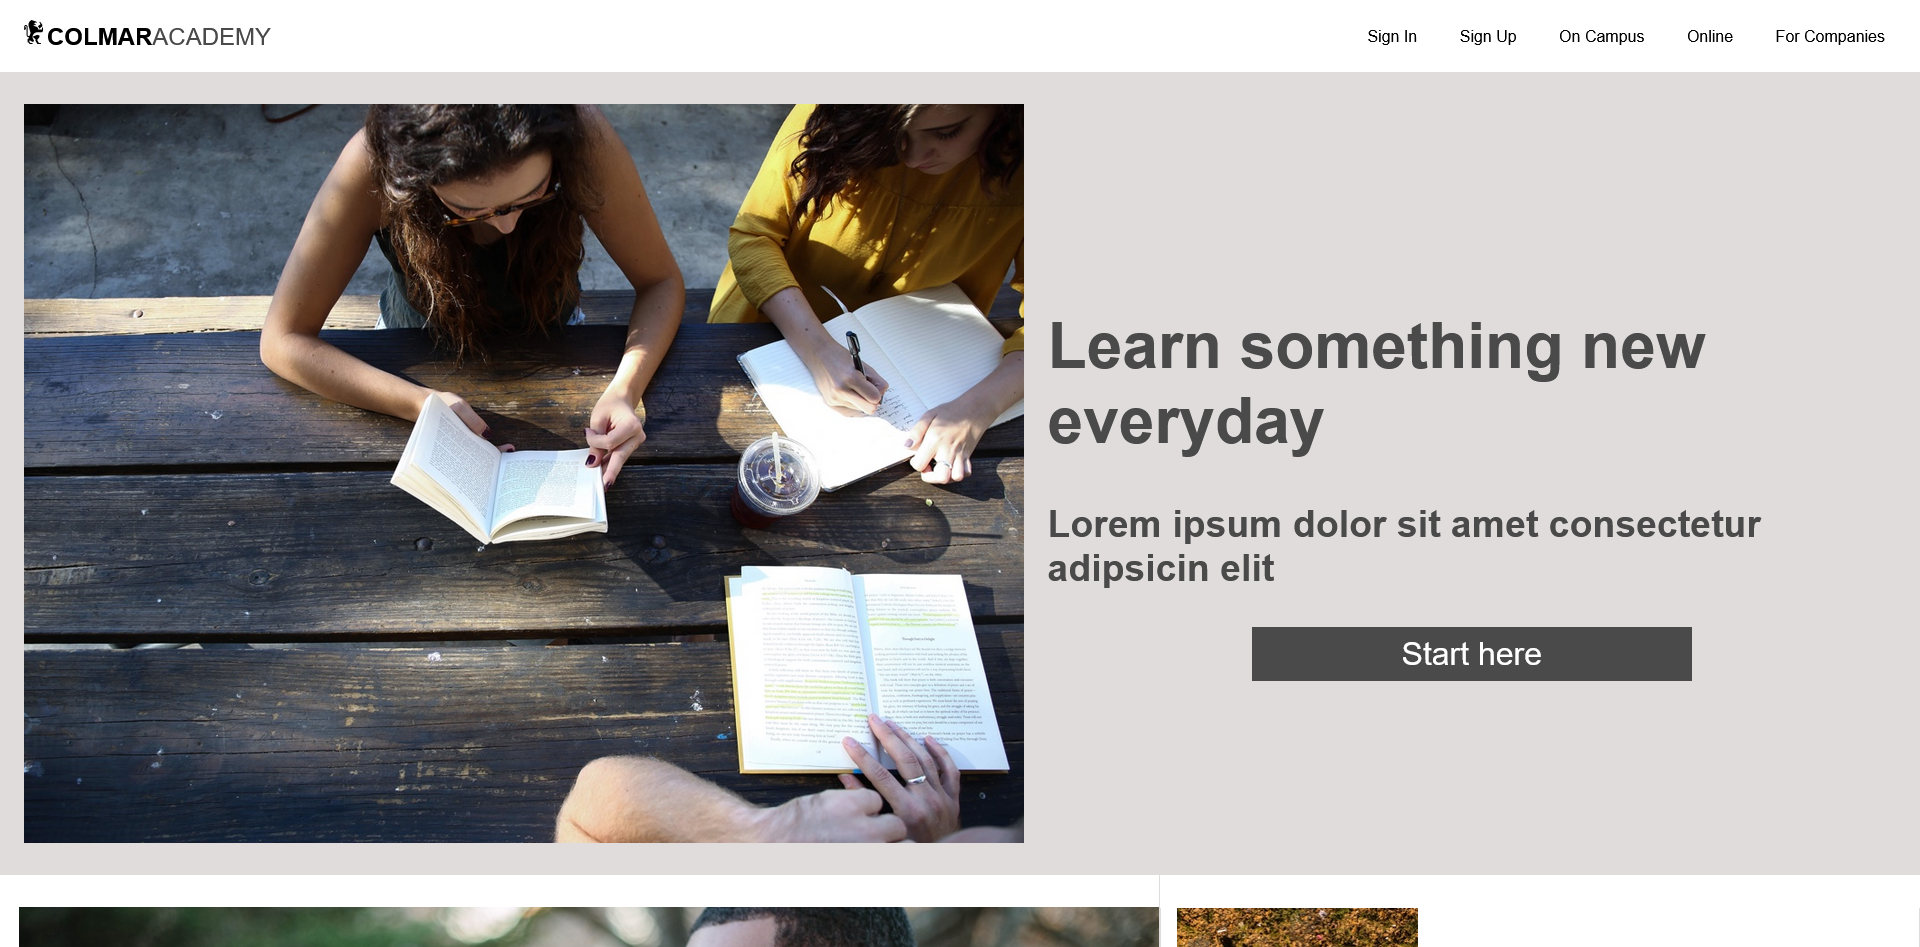 COLMARACADEMY
Sign In
Sign Up
On Campus
Online
For Companies
Learn something new
everyday
Lorem ipsum dolor sit amet consectetur
adipsicin elit
Start here